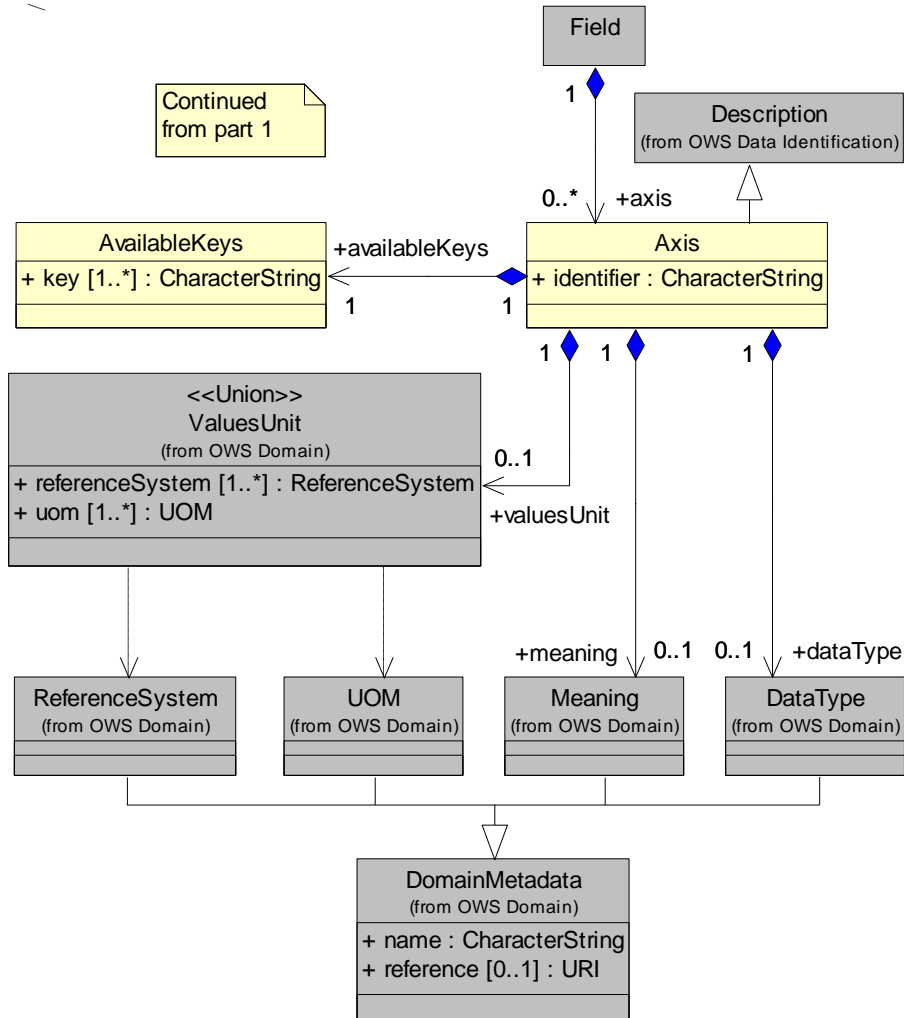 Field
1
Continued
from part 1
Description
(from OWS Data Identification)
0..*
+axis
AvailableKeys
+ key [1..*] : CharacterString
+availableKeys
1
1
Axis
+ identifier : CharacterString
1
1
1
<<Union>>
ValuesUnit
(from OWS Domain)
+ referenceSystem [1..*] : ReferenceSystem
+ uom [1..*] : UOM
0..1
+valuesUnit
+meaning
0..1
0..1
+dataType
ReferenceSystem
(from OWS Domain)
UOM
(from OWS Domain)
Meaning
(from OWS Domain)
DataType
(from OWS Domain)
DomainMetadata
(from OWS Domain)
+ name : CharacterString
+ reference [0..1] : URI